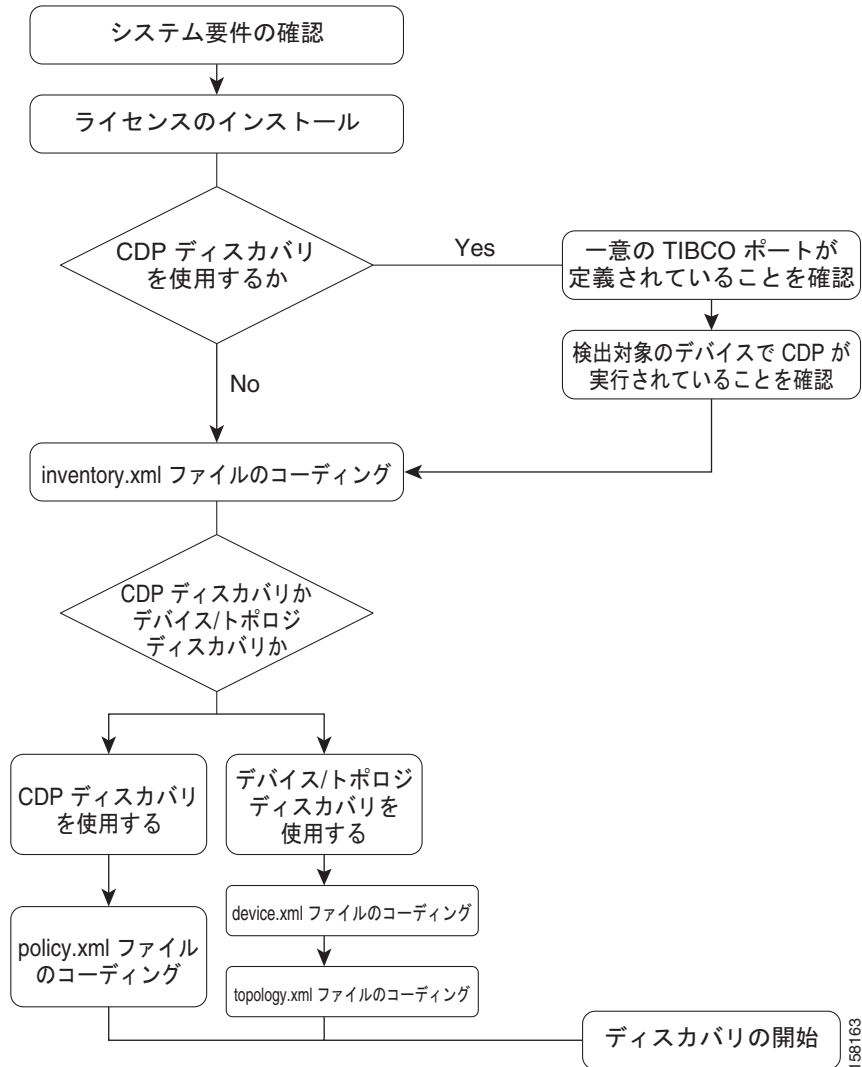 システム要件の確認
ライセンスのインストール
CDP ディスカバリ
を使用するか
Yes
一意の TIBCO ポートが
定義されていることを確認
検出対象のデバイスで CDP が
実行されていることを確認
No
inventory.xml ファイルのコーディング
CDP ディスカバリか
デバイス/トポロジ
ディスカバリか
CDP ディスカバリ
を使用する
デバイス/トポロジ
ディスカバリを
使用する
policy.xml ファイル
のコーディング
device.xml ファイルのコーディング
topology.xml ファイルのコーディング
ディスカバリの開始
158163